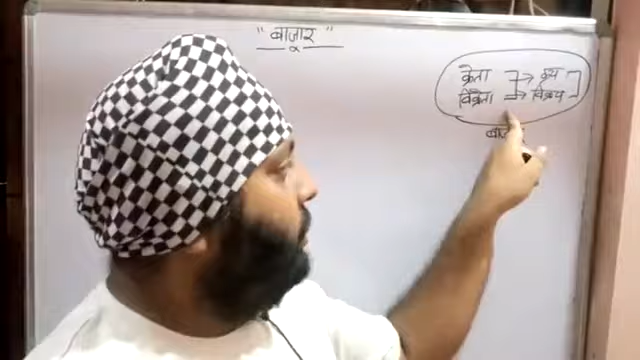 " बाजार "
क्रेता ] → क्रय ]
विक्रेता ] → विक्रय ]